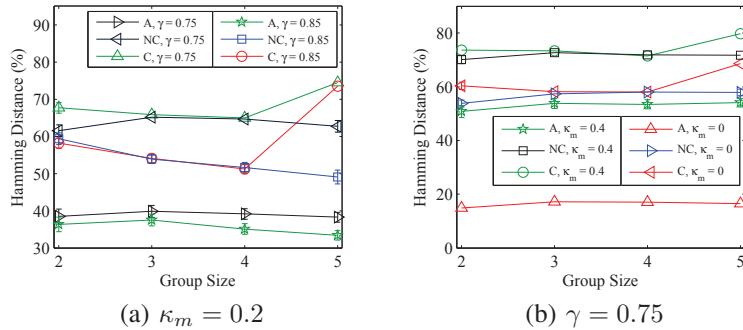 90
80
70
60
50
40
30
2 3 4 5
Hamming Distance (%)
Group Size
A, γ = 0.75
NC, γ = 0.75
C, γ = 0.75
A, γ = 0.85
NC, γ = 0.85
C, γ = 0.85
(a) κm = 0.2
80
60
40
20
0
2 3 4 5
Hamming Distance (%)
Group Size
A, κm = 0.4
NC, κm = 0.4
C, κm = 0.4
A, κm = 0
NC, κm = 0
C, κm = 0
(b) γ = 0.75